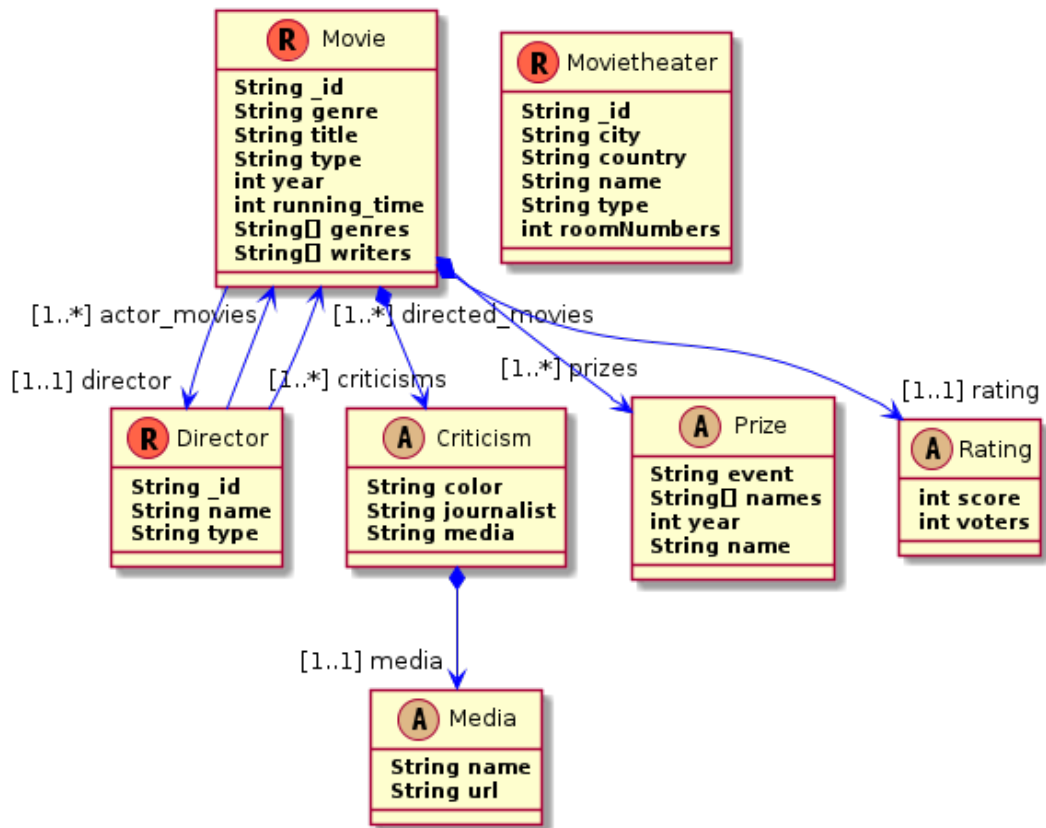 R Movie
String _id
String genre
String title
String type
int year
int running_time
String[] genres
String[] writers
R Movietheater
String _id
String city
String country
String name
String type
int roomNumbers
[1..*] actor_movies
[1..*] directed_movies
[1..1] director
[1..*] criticisms
[1..*] prizes
[1..1] rating
R Director
String _id
String name
String type
A Criticism
String color
String journalist
String media
A Prize
String event
String[] names
int year
String name
A Rating
int score
int voters
[1..1] media
A Media
String name
String url